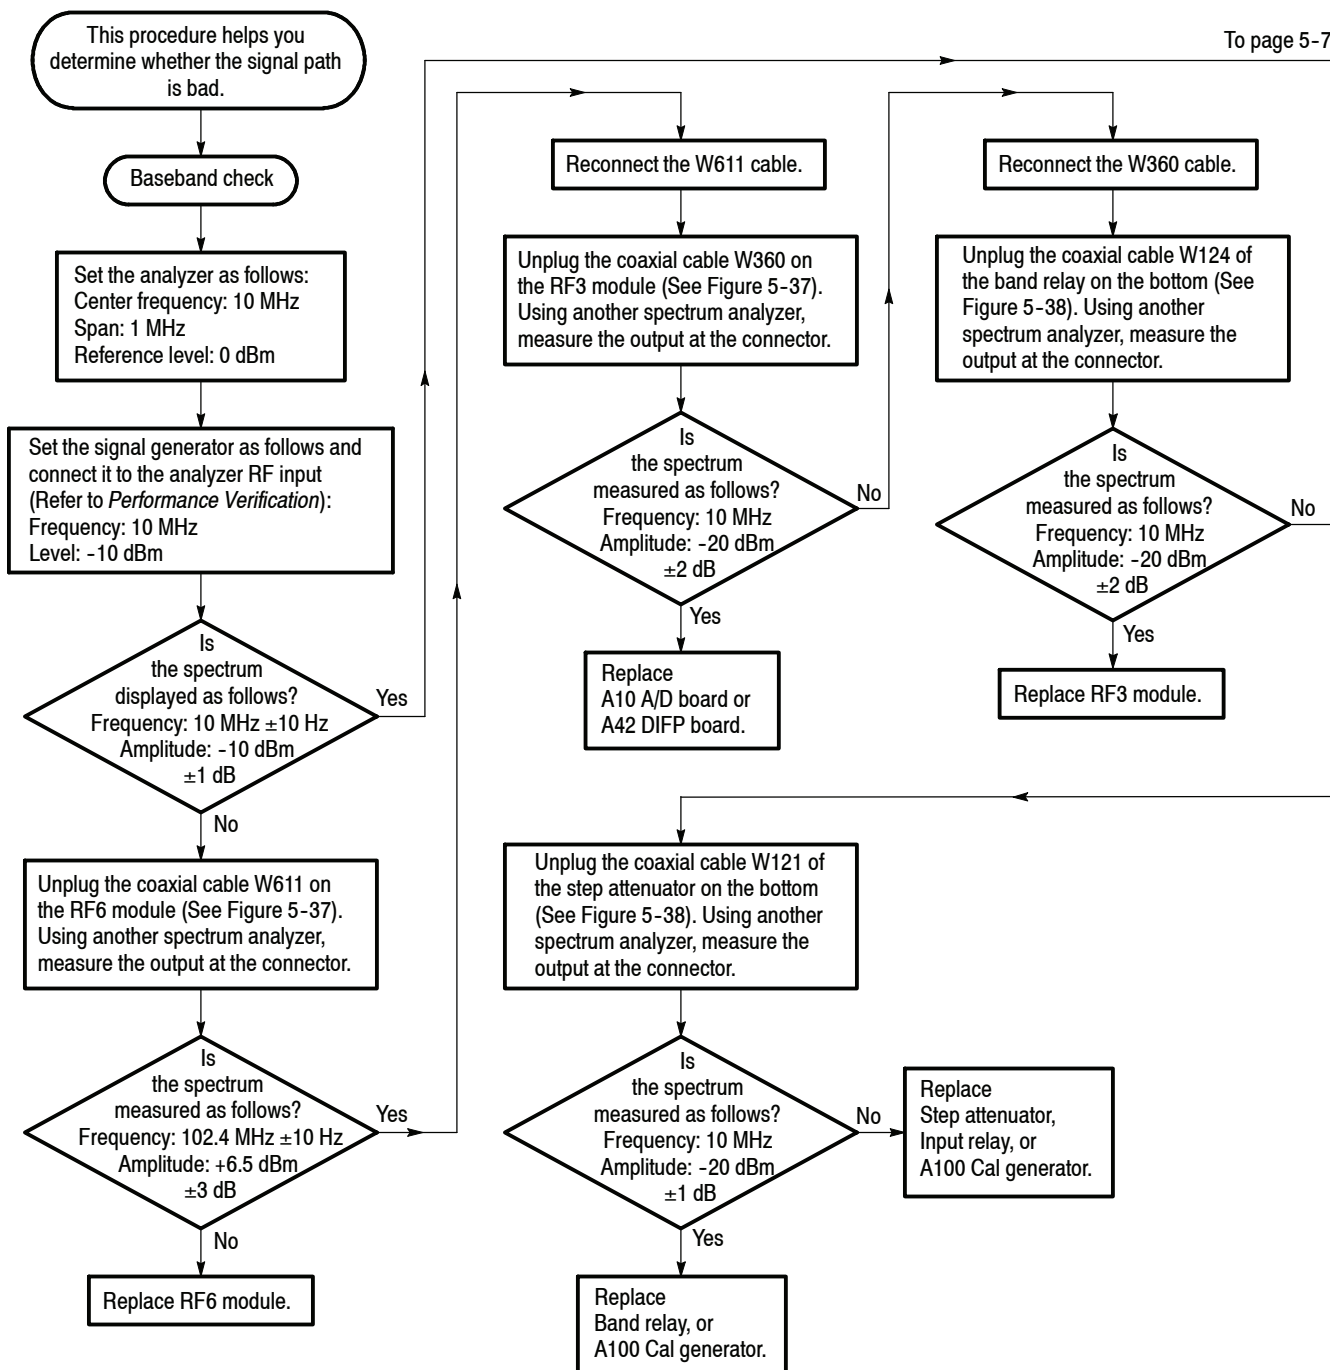 This procedure helps you
determine whether the signal path
is bad.
Baseband check
Set the analyzer as follows:
Center frequency: 10 MHz
Span: 1 MHz
Reference level: 0 dBm
Set the signal generator as follows and
connect it to the analyzer RF input
(Refer to Performance Verification):
Frequency: 10 MHz
Level: -10 dBm
Is
the spectrum
displayed as follows?
Frequency: 10 MHz ±10 Hz
Amplitude: -10 dBm
±1 dB
Yes
No
To page 5-7
Unplug the coaxial cable W611 on
the RF6 module (See Figure 5-37).
Using another spectrum analyzer,
measure the output at the connector.
Is
the spectrum
measured as follows?
Frequency: 102.4 MHz ±10 Hz
Amplitude: +6.5 dBm
±3 dB
Yes
No
Replace RF6 module.
Reconnect the W611 cable.
Unplug the coaxial cable W360 on
the RF3 module (See Figure 5-37).
Using another spectrum analyzer,
measure the output at the connector.
Is
the spectrum
measured as follows?
Frequency: 10 MHz
Amplitude: -20 dBm
±2 dB
No
Yes
Replace
A10 A/D board or
A42 DIFP board.
Reconnect the W360 cable.
Unplug the coaxial cable W124 of
the band relay on the bottom (See
Figure 5-38). Using another
spectrum analyzer, measure the
output at the connector.
Is
the spectrum
measured as follows?
Frequency: 10 MHz
Amplitude: -20 dBm
±2 dB
No
Yes
Replace RF3 module.
Unplug the coaxial cable W121 of
the step attenuator on the bottom
(See Figure 5-38). Using another
spectrum analyzer, measure the
output at the connector.
Is
the spectrum
measured as follows?
Frequency: 10 MHz
Amplitude: -20 dBm
±1 dB
No
Yes
Replace
Step attenuator,
Input relay, or
A100 Cal generator.
Replace
Band relay, or
A100 Cal generator.